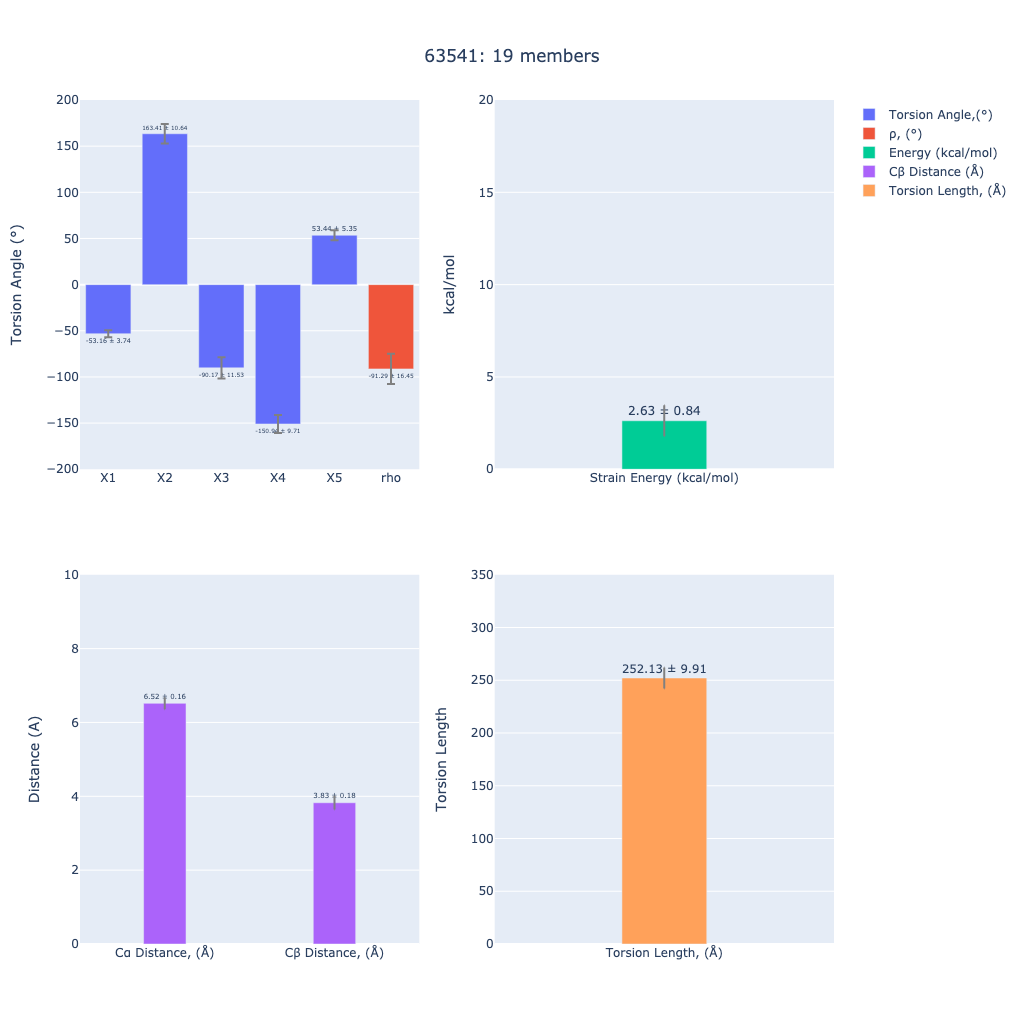 63541: 19 members
Torsion Angle (°)
200
150
100
50
0
−50
−100
−150
−200
163.41 ± 10.64
53.44 ± 5.35
-53.16 ± 3.74
-90.17 ± 11.53
-91.29 ± 16.45
± 9.71
X1 X2 X3 X4 X5 rho
kcal/mol
20
15
10
5
0
2.63 ± 0.84
Strain Energy (kcal/mol)
Torsion Angle,(°)
ρ, (°)
Energy (kcal/mol)
Cβ Distance (Å)
Torsion Length, (Å)
Distance (A)
10
8
6
4
2
0
6.52 ± 0.16
3.83 ± 0.18
Cα Distance, (Å) Cβ Distance, (Å)
Torsion Length
350
300
250
200
150
100
50
0
252.13 ± 9.91
Torsion Length, (Å)